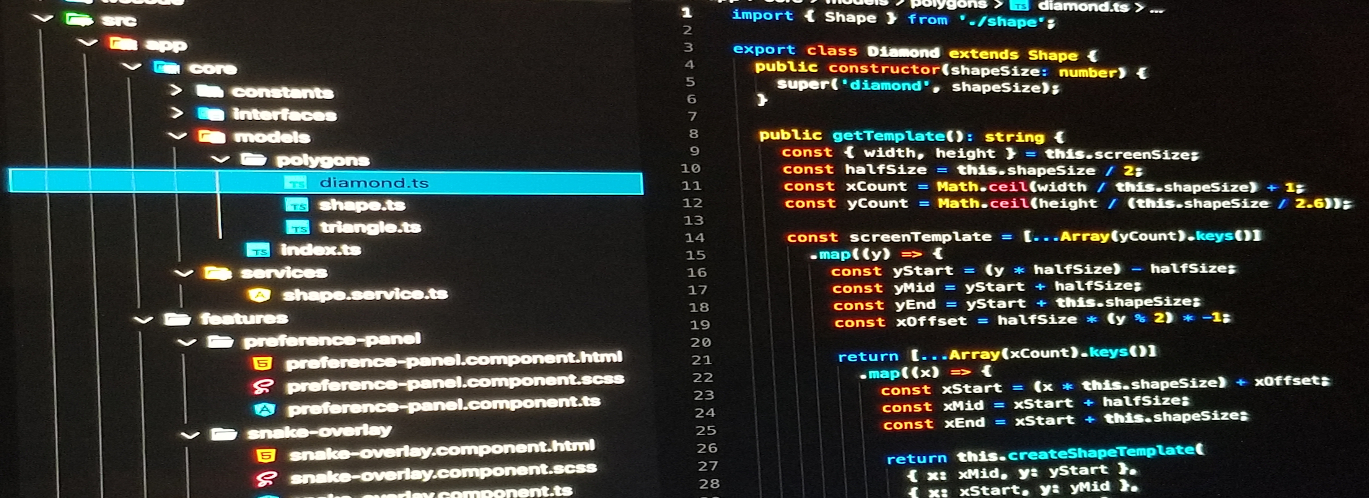 src
app
core
constants
interfaces
models
polygons
diamond.ts
shape.ts
triangle.ts
index.ts
services
shape.service.ts
features
preference-panel
preference-panel.component.html
preference-panel.component.scss
preference-panel.component.ts
snake-overlay
snake-overlay.component.html
snake-overlay.component.scss
snake-overlay.component.ts
polygons > TS diamond.ts > ...
1 import { Shape } from './shape';
2
3 export class Diamond extends Shape {
4 public constructor(shapeSize: number) {
5 super('diamond', shapeSize);
6 }
7
8 public getTemplate(): string {
9 const { width, height } = this.screenSize;
10 const halfSize = this.shapeSize / 2;
11 const xCount = Math.ceil(width / this.shapeSize) + 1;
12 const yCount = Math.ceil(height / (this.shapeSize / 2.6));
13
14 const screenTemplate = [...Array(yCount).keys()]
15 .map((y) => {
16 const yStart = (y * halfSize) - halfSize;
17 const yMid = yStart + halfSize;
18 const yEnd = yStart + this.shapeSize;
19 const xOffset = halfSize * (y % 2) * -1;
20
21 return [...Array(xCount).keys()]
22 .map((x) => {
23 const xStart = (x * this.shapeSize) + xOffset;
24 const xMid = xStart + halfSize;
25 const xEnd = xStart + this.shapeSize;
26
27 return this.createShapeTemplate(
28 { x: xMid, y: yStart },
{ x: xStart, y: yMid },